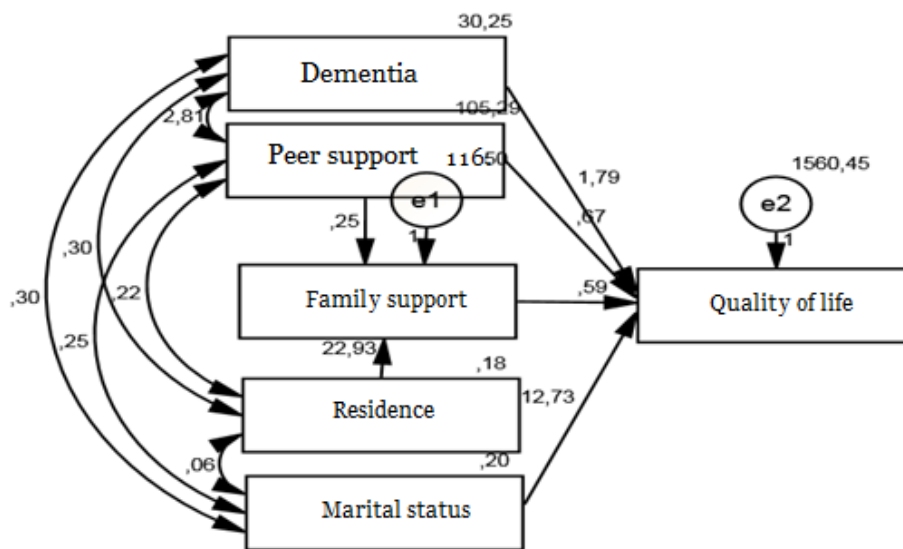 30,25
Dementia
105,29
2,81
Peer support
11650
1560,45
e1
e2
1,79
,67
,25
1
1
,30
,22
,30
,25
Family support
,59
Quality of life
22,93
,18
12,73
Residence
,20
,06
Marital status